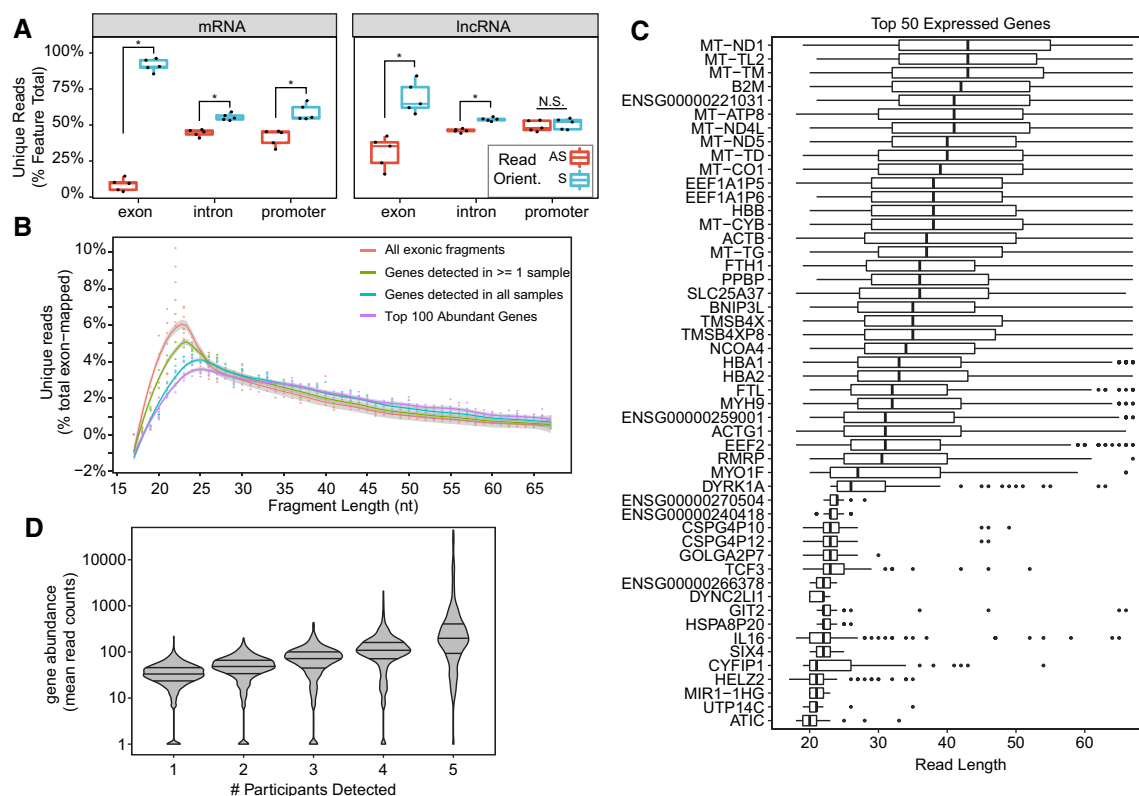 A
mRNA
lncRNA
Unique Reads
(% Feature Total)
100%
75%
50%
25%
0%
*
*
*
*
*
N.S.
Read
Orient.
AS
S
exon
intron
promoter
exon
intron
promoter
B
Unique reads
(% total exon-mapped)
10%
8%
6%
4%
2%
0%
−2%
All exonic fragments
Genes detected in >= 1 sample
Genes detected in all samples
Top 100 Abundant Genes
15 20 25 30 35 40 45 50 55 60 65
Fragment Length (nt)
D
gene abundance
(mean read counts)
10000
1000
100
10
1
1 2 3 4 5
# Participants Detected
C
Top 50 Expressed Genes
MT-ND1
MT-TL2
MT-TM
B2M
ENSG00000221031
MT-ATP8
MT-ND4L
MT-ND5
MT-TD
MT-CO1
EEF1A1P5
EEF1A1P6
HBB
MT-CYB
ACTB
MT-TG
FTH1
PPBP
SLC25A37
BNIP3L
TMSB4X
TMSB4XP8
NCOA4
HBA1
HBA2
FTL
MYH9
ENSG00000259001
ACTG1
EEF2
RMRP
MYO1F
DYRK1A
ENSG00000270504
ENSG00000240418
CSPG4P10
CSPG4P12
GOLGA2P7
TCF3
ENSG00000266378
DYNC2LI1
GIT2
HSPA8P20
IL16
SIX4
CYFIP1
HELZ2
MIR1-1HG
UTP14C
ATIC
20 30 40 50 60
Read Length